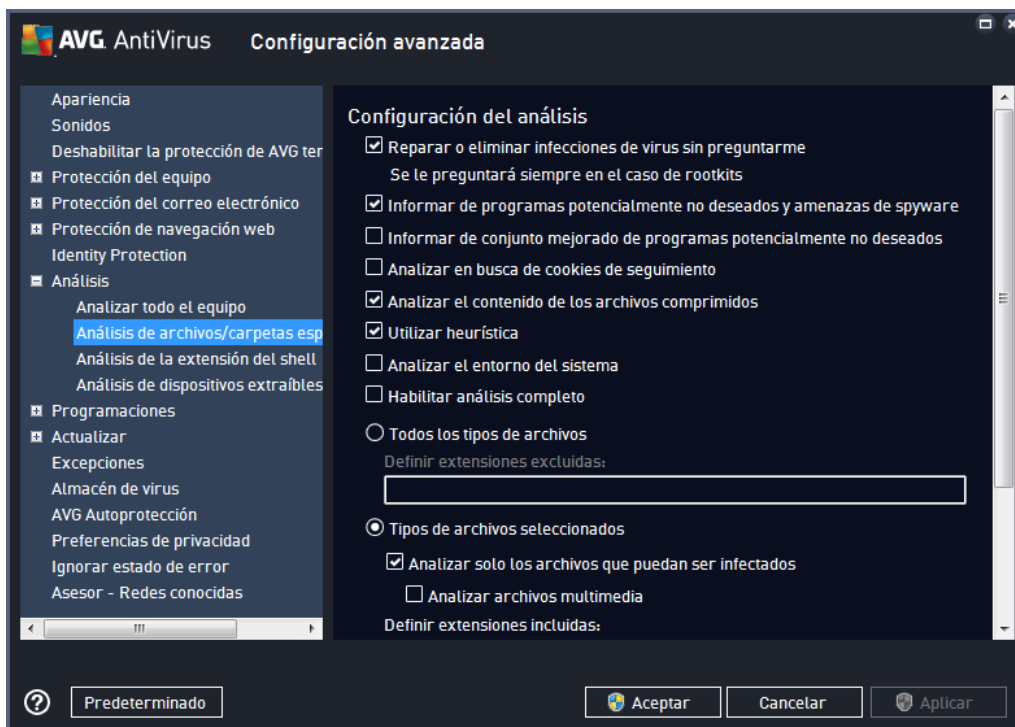 AVG. AntiVirus
Configuración avanzada
Apariencia
Sonidos
Deshabilitar la protección de AVG ter
Protección del equipo
Protección del correo electrónico
Protección de navegación web
Identity Protection
Análisis
Analizar todo el equipo
Análisis de archivos/carpetas esp
Análisis de la extensión del shell
Análisis de dispositivos extraíbles
Programaciones
Actualizar
Excepciones
Almacén de virus
AVG Autoprotección
Preferencias de privacidad
Ignorar estado de error
Asesor - Redes conocidas
Configuración del análisis
Reparar o eliminar infecciones de virus sin preguntarme
Se le preguntará siempre en el caso de rootkits
Informar de programas potencialmente no deseados y amenazas de spyware
Informar de conjunto mejorado de programas potencialmente no deseados
Analizar en busca de cookies de seguimiento
Analizar el contenido de los archivos comprimidos
Utilizar heurística
Analizar el entorno del sistema
Habilitar análisis completo
Todos los tipos de archivos
Definir extensiones excluidas:
Tipos de archivos seleccionados
Analizar solo los archivos que puedan ser infectados
Analizar archivos multimedia
Definir extensiones incluidas:
?
Predeterminado
Aceptar
Cancelar
Aplicar